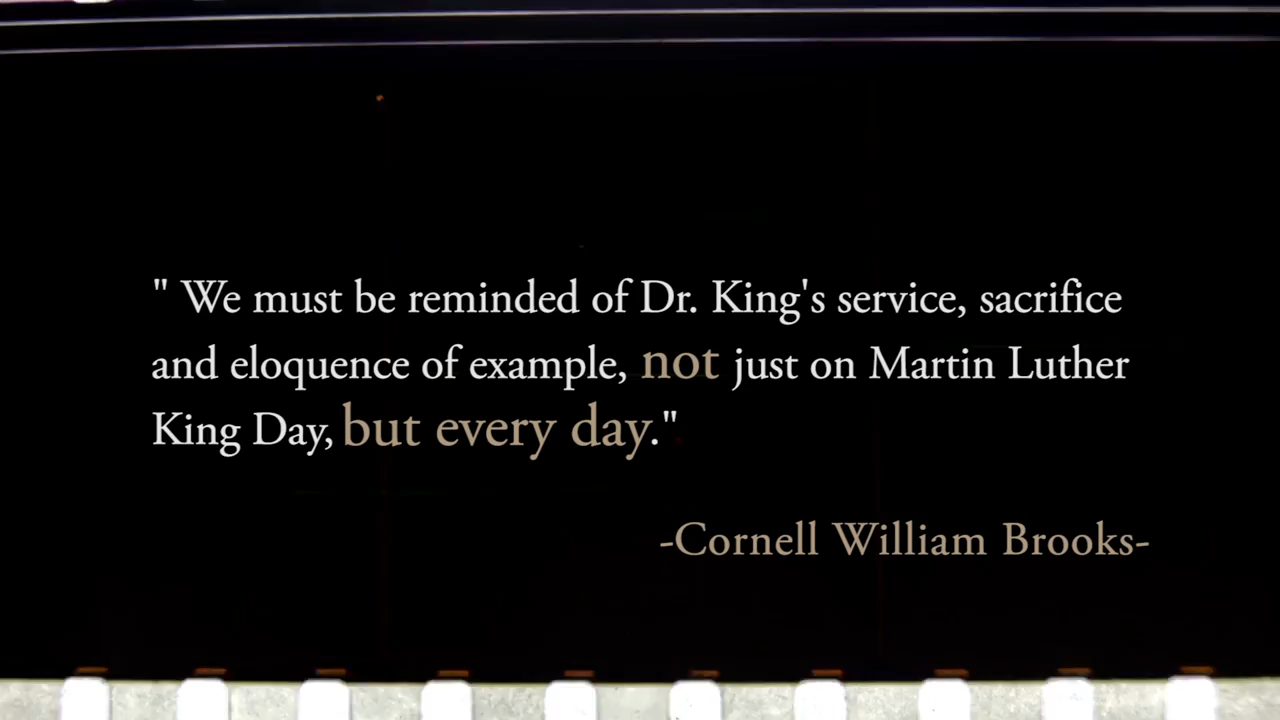 " We must be reminded of Dr. King's service, sacrifice
and eloquence of example, not just on Martin Luther
King Day, but every day."
-Cornell William Brooks-